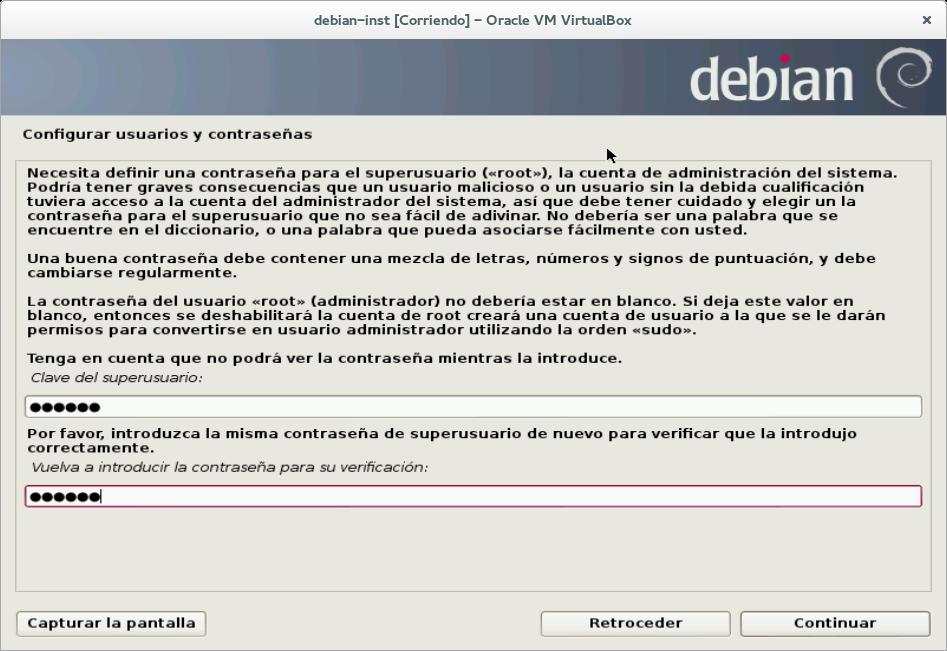 debian-inst [Corriendo] - Oracle VM VirtualBox
debian
Configurar usuarios y contraseñas
Necesita definir una contraseña para el superusuario («root»), la cuenta de administración del sistema.
Podría tener graves consecuencias que un usuario malicioso o un usuario sin la debida cualificación
tuviera acceso a la cuenta del administrador del sistema, así que debe tener cuidado y elegir un la
contraseña para el superusuario que no sea fácil de adivinar. No debería ser una palabra que se
encuentre en el diccionario, o una palabra que pueda asociarse fácilmente con usted.
Una buena contraseña debe contener una mezcla de letras, números y signos de puntuación, y debe
cambiarse regularmente.
La contraseña del usuario «root» (administrador) no debería estar en blanco. Si deja este valor en
blanco, entonces se deshabilitará la cuenta de root creará una cuenta de usuario a la que se le darán
permisos para convertirse en usuario administrador utilizando la orden «sudo».
Tenga en cuenta que no podrá ver la contraseña mientras la introduce.
Clave del superusuario:
●●●●●●
Por favor, introduzca la misma contraseña de superusuario de nuevo para verificar que la introdujo
correctamente.
Vuelva a introducir la contraseña para su verificación:
●●●●●●
Capturar la pantalla
Retroceder
Continuar